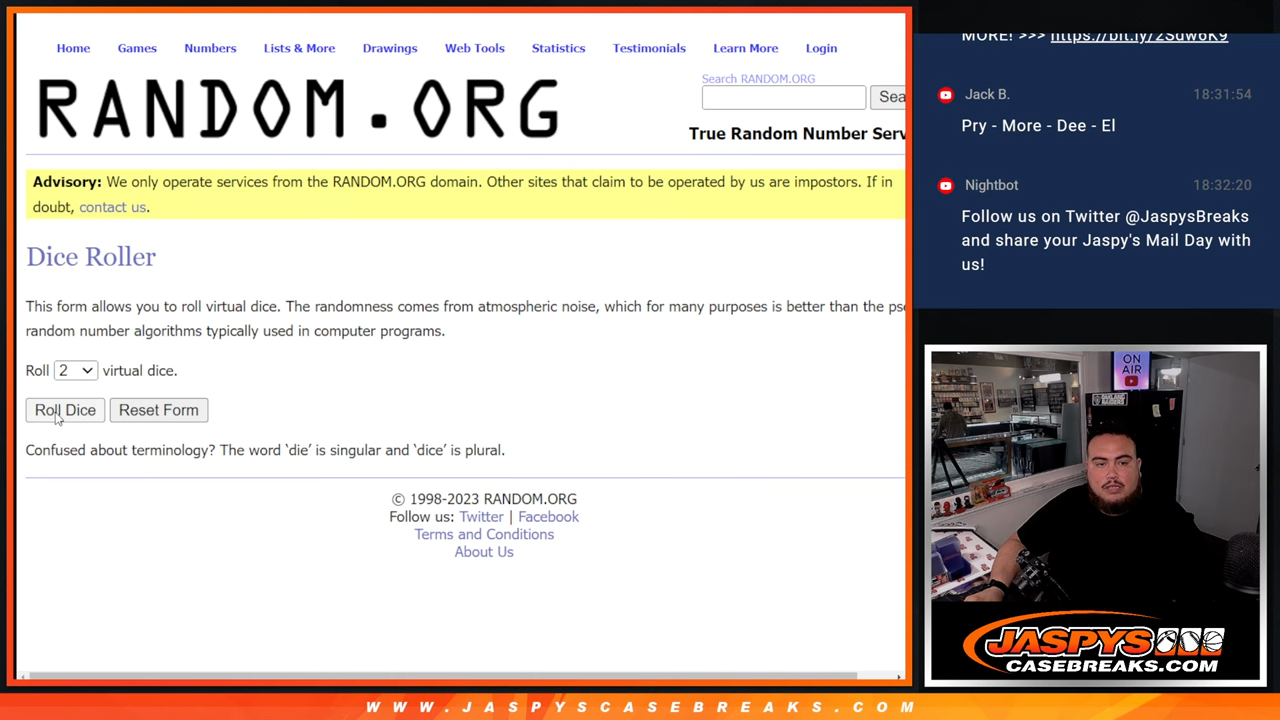 Home Games Numbers Lists & More Drawings Web Tools Statistics Testimonials Learn More Login
RANDOM.ORG
Search RANDOM.ORG
Sea
True Random Number Serv
Advisory: We only operate services from the RANDOM.ORG domain. Other sites that claim to be operated by us are impostors. If in
doubt, contact us.
Dice Roller
This form allows you to roll virtual dice. The randomness comes from atmospheric noise, which for many purposes is better than the pse
random number algorithms typically used in computer programs.
Roll 2 virtual dice.
Roll Dice Reset Form
Confused about terminology? The word ‘die’ is singular and ‘dice’ is plural.
© 1998-2023 RANDOM.ORG
Follow us: Twitter | Facebook
Terms and Conditions
About Us
MORE! >>> https://bit.ly/2Sdw6K9
Jack B. 18:31:54
Pry - More - Dee - El
Nightbot 18:32:20
Follow us on Twitter @JaspysBreaks
and share your Jaspy's Mail Day with
us!
ON
AIR
JASPYS
CASEBREAKS.COM
WWW.JASPYSCASEBREAKS.COM